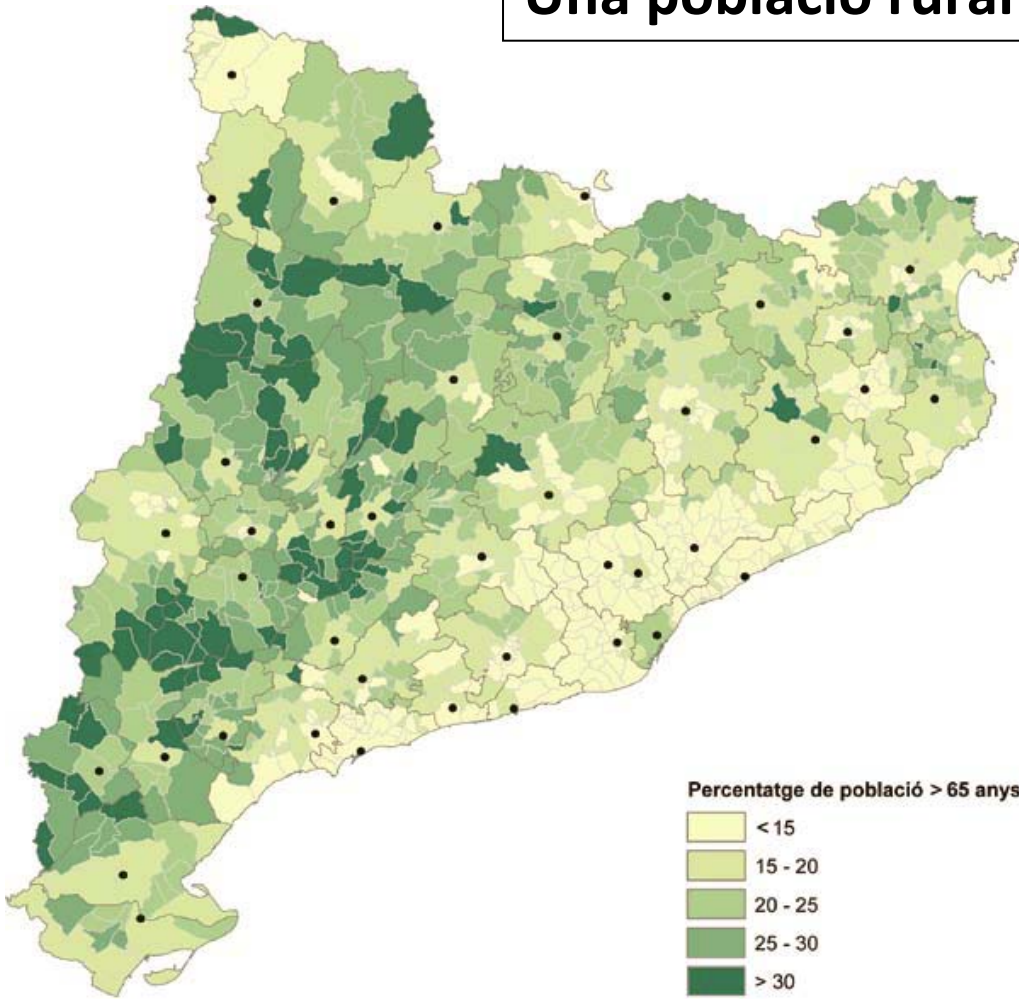 Una població rural
Percentatge de població > 65 anys
< 15
15 - 20
20 - 25
25 - 30
> 30